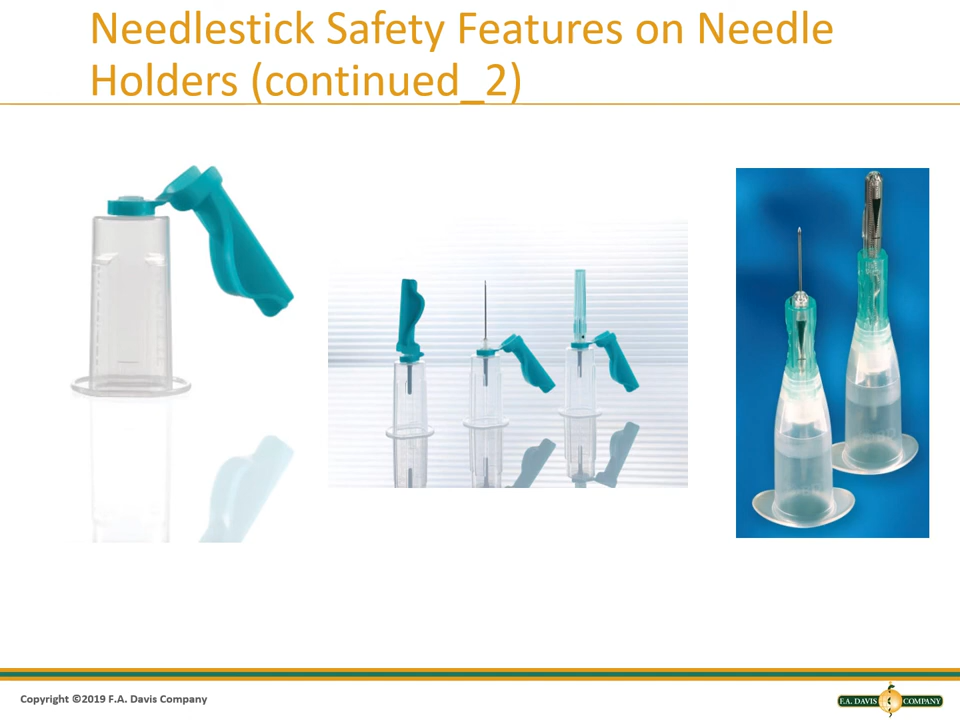 Needlestick Safety Features on Needle
Holders (continued_2)
Copyright ©2019 F.A. Davis Company
F.A. DAVIS COMPANY